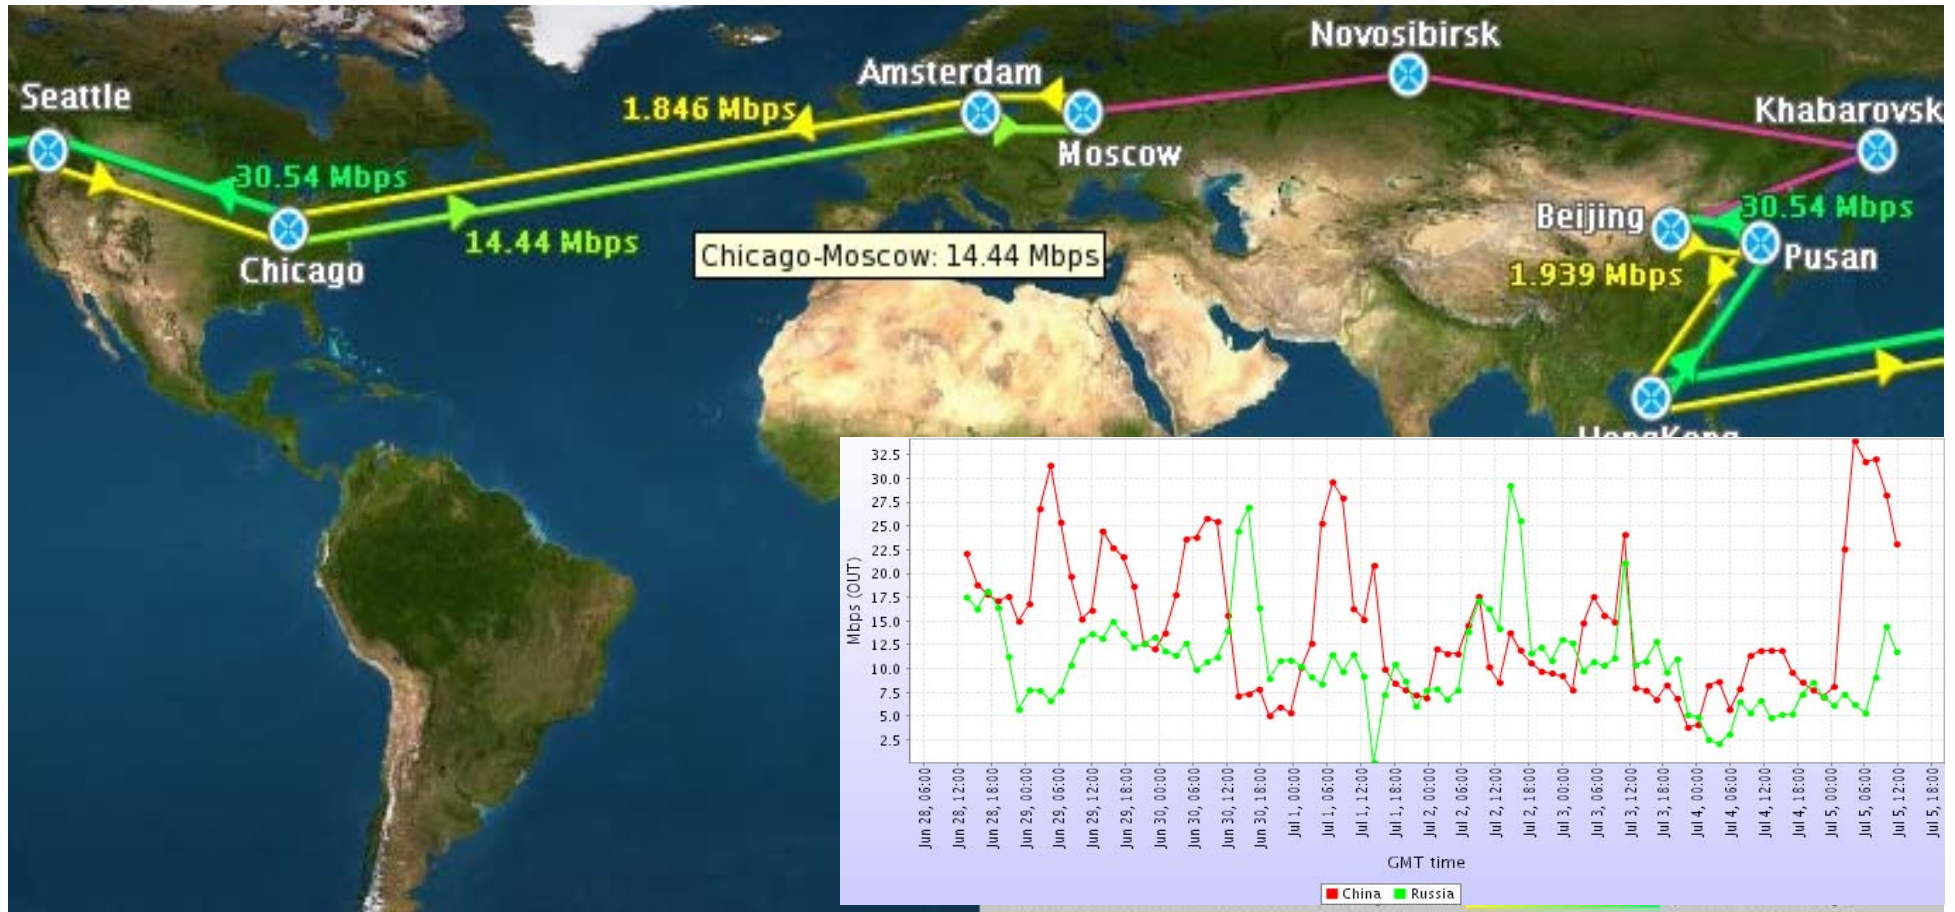 Novosibirsk
Amsterdam
Seattle
1.846 Mbps
Khabarovsk
Moscow
30.54 Mbps
30.54 Mbps
Beijing
14.44 Mbps
Chicago-Moscow: 14.44 Mbps
Pusan
Chicago
1.939 Mbps
HongKong
32.5
30.0
27.5
25.0
22.5
20.0
17.5
15.0
12.5
10.0
7.5
5.0
2.5
Mbps (OUT)
Jun 28, 06:00
Jun 28, 12:00
Jun 28, 18:00
Jun 29, 00:00
Jun 29, 06:00
Jun 29, 12:00
Jun 29, 18:00
Jun 30, 00:00
Jun 30, 06:00
Jun 30, 12:00
Jun 30, 18:00
Jul 1, 00:00
Jul 1, 06:00
Jul 1, 12:00
Jul 1, 18:00
Jul 2, 00:00
Jul 2, 06:00
Jul 2, 12:00
Jul 2, 18:00
Jul 3, 00:00
Jul 3, 06:00
Jul 3, 12:00
Jul 3, 18:00
Jul 4, 00:00
Jul 4, 06:00
Jul 4, 12:00
Jul 4, 18:00
Jul 5, 00:00
Jul 5, 06:00
Jul 5, 12:00
Jul 5, 18:00
GMT time
China Russia